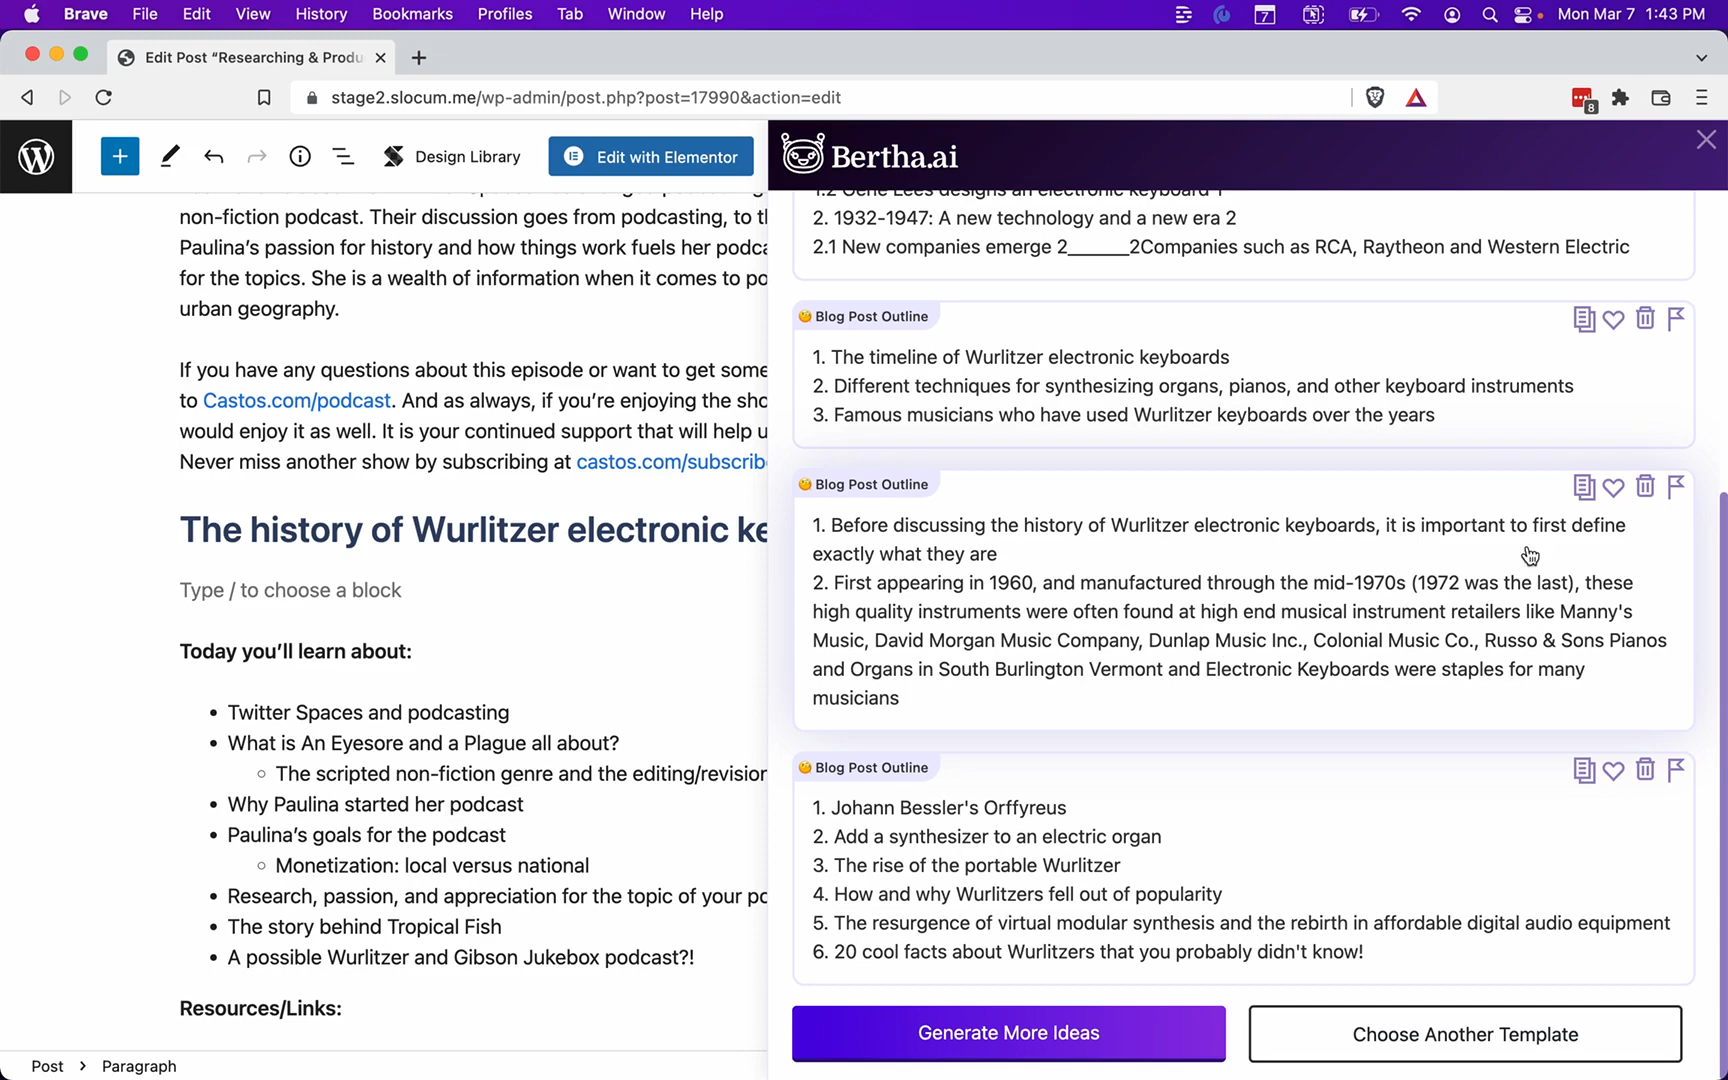 Brave File Edit View History Bookmarks Profiles Tab Window Help 7 Mon Mar 7 1:43 PM
Edit Post “Researching & Produ
stage2.slocum.me/wp-admin/post.php?post=17990&action=edit 8
Design Library Edit with Elementor
non-fiction podcast. Their discussion goes from podcasting, to t
Paulina’s passion for history and how things work fuels her podca
for the topics. She is a wealth of information when it comes to po
urban geography.
If you have any questions about this episode or want to get some
to Castos.com/podcast. And as always, if you’re enjoying the sho
would enjoy it as well. It is your continued support that will help u
Never miss another show by subscribing at castos.com/subscrib
The history of Wurlitzer electronic ke
Type / to choose a block
Today you’ll learn about:
• Twitter Spaces and podcasting
• What is An Eyesore and a Plague all about?
◦ The scripted non-fiction genre and the editing/revision
• Why Paulina started her podcast
• Paulina’s goals for the podcast
◦ Monetization: local versus national
• Research, passion, and appreciation for the topic of your po
• The story behind Tropical Fish
• A possible Wurlitzer and Gibson Jukebox podcast?!
Resources/Links:
Post › Paragraph
Bertha.ai
1.2 Gene Lees designs an electronic keyboard 1
2. 1932-1947: A new technology and a new era 2
2.1 New companies emerge 2______2Companies such as RCA, Raytheon and Western Electric
Blog Post Outline
1. The timeline of Wurlitzer electronic keyboards
2. Different techniques for synthesizing organs, pianos, and other keyboard instruments
3. Famous musicians who have used Wurlitzer keyboards over the years
Blog Post Outline
1. Before discussing the history of Wurlitzer electronic keyboards, it is important to first define
exactly what they are
2. First appearing in 1960, and manufactured through the mid-1970s (1972 was the last), these
high quality instruments were often found at high end musical instrument retailers like Manny's
Music, David Morgan Music Company, Dunlap Music Inc., Colonial Music Co., Russo & Sons Pianos
and Organs in South Burlington Vermont and Electronic Keyboards were staples for many
musicians
Blog Post Outline
1. Johann Bessler's Orffyreus
2. Add a synthesizer to an electric organ
3. The rise of the portable Wurlitzer
4. How and why Wurlitzers fell out of popularity
5. The resurgence of virtual modular synthesis and the rebirth in affordable digital audio equipment
6. 20 cool facts about Wurlitzers that you probably didn't know!
Generate More Ideas Choose Another Template